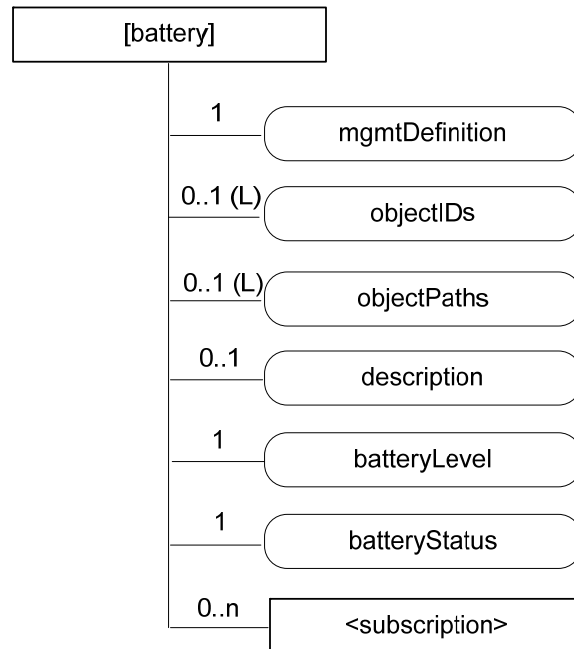 [battery]
1
mgmtDefinition
0..1 (L)
objectIDs
0..1 (L)
objectPaths
0..1
description
1
batteryLevel
1
batteryStatus
0..n
<subscription>